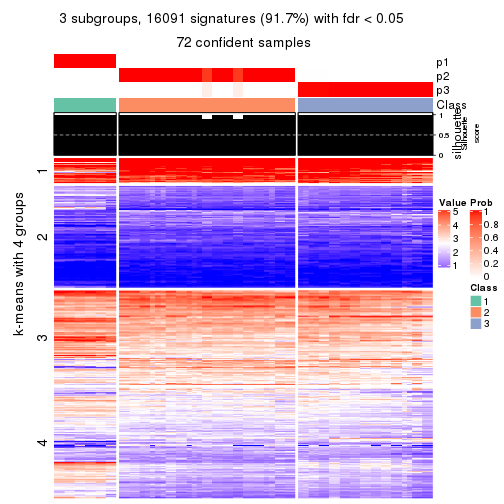 3 subgroups, 16091 signatures (91.7%) with fdr < 0.05
72 confident samples
p1
p2
p3
Class
1
0.5
0
silhouette
Silhouette
score
k-means with 4 groups
1
2
3
4
Value
5
4
3
2
1
Prob
1
0.8
0.6
0.4
0.2
0
Class
1
2
3